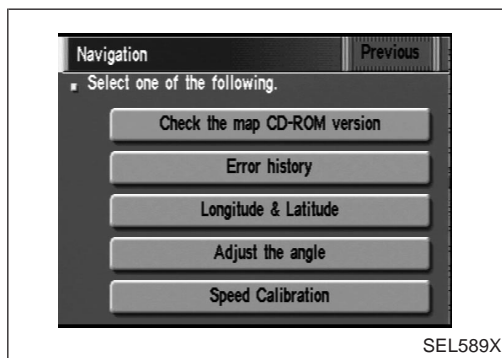 Navigation
Previous
Select one of the following.
Check the map CD-ROM version
Error history
Longitude & Latitude
Adjust the angle
Speed Calibration
SEL589X